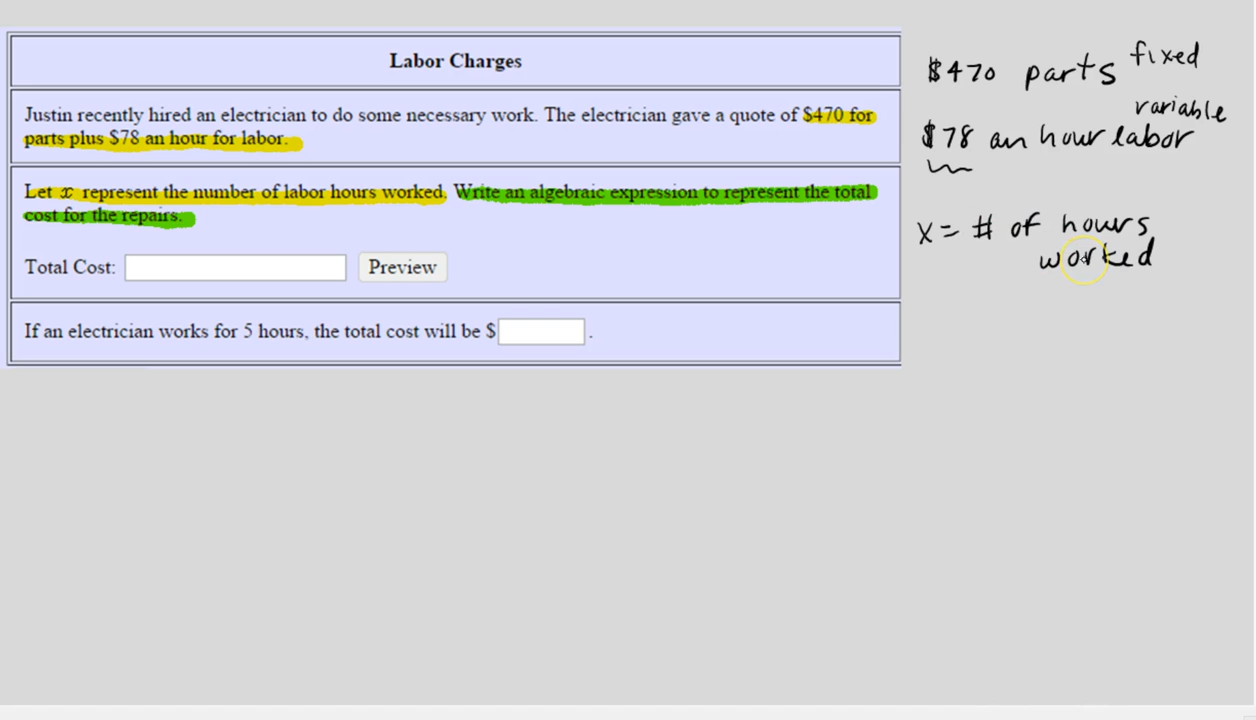 Labor Charges
Justin recently hired an electrician to do some necessary work. The electrician gave a quote of $470 for
parts plus $78 an hour for labor.
Let x represent the number of labor hours worked. Write an algebraic expression to represent the total
cost for the repairs.
Total Cost: Preview
If an electrician works for 5 hours, the total cost will be $ .
$470 parts fixed
variable
$78 an hour labor
x = # of hours
worked